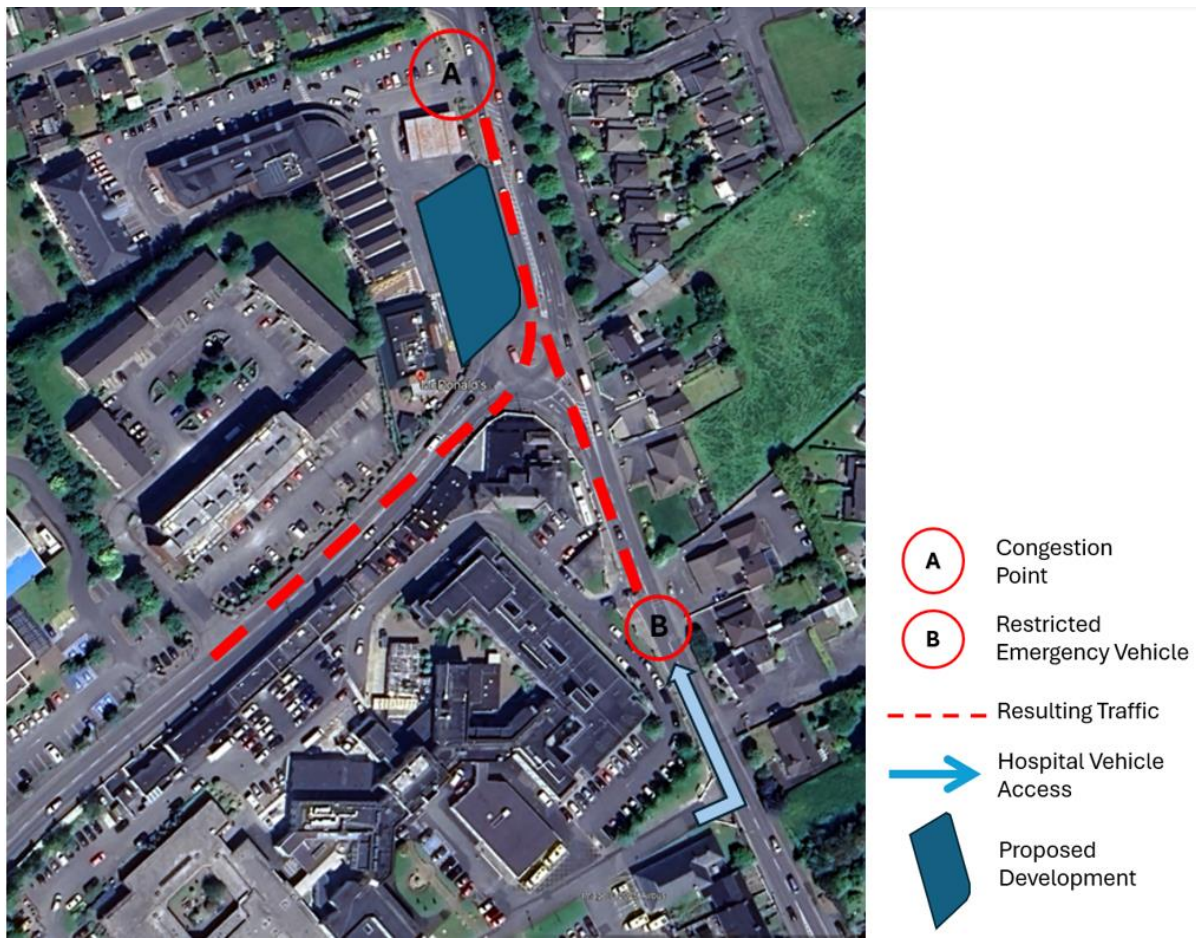 A
McDonald's
B
A
Congestion
Point
B
Restricted
Emergency Vehicle
Resulting Traffic
Hospital Vehicle
Access
Proposed
Development